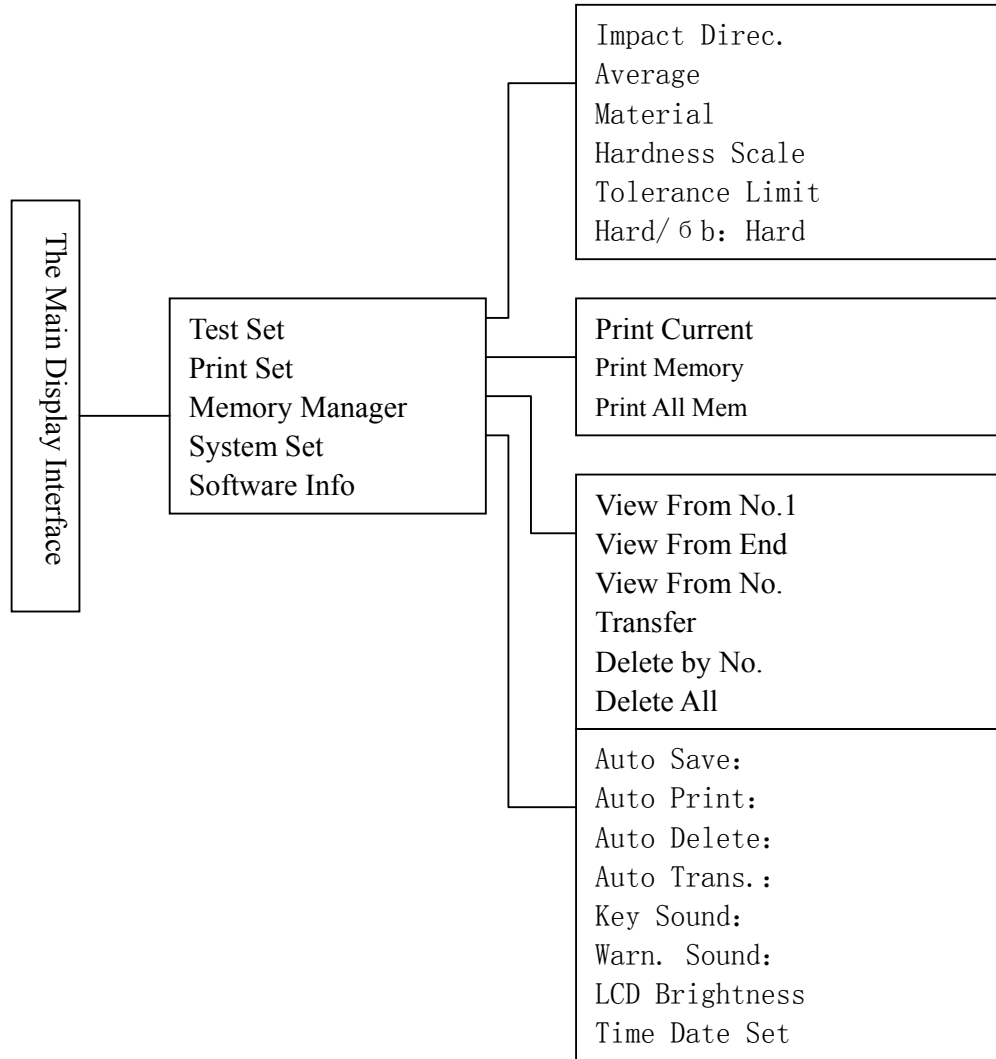 The Main Display Interface
Test Set
Print Set
Memory Manager
System Set
Software Info
Impact Direc.
Average
Material
Hardness Scale
Tolerance Limit
Hard/бb：Hard
Print Current
Print Memory
Print All Mem
View From No.1
View From End
View From No.
Transfer
Delete by No.
Delete All
Auto Save：
Auto Print：
Auto Delete：
Auto Trans.：
Key Sound：
Warn. Sound：
LCD Brightness
Time Date Set